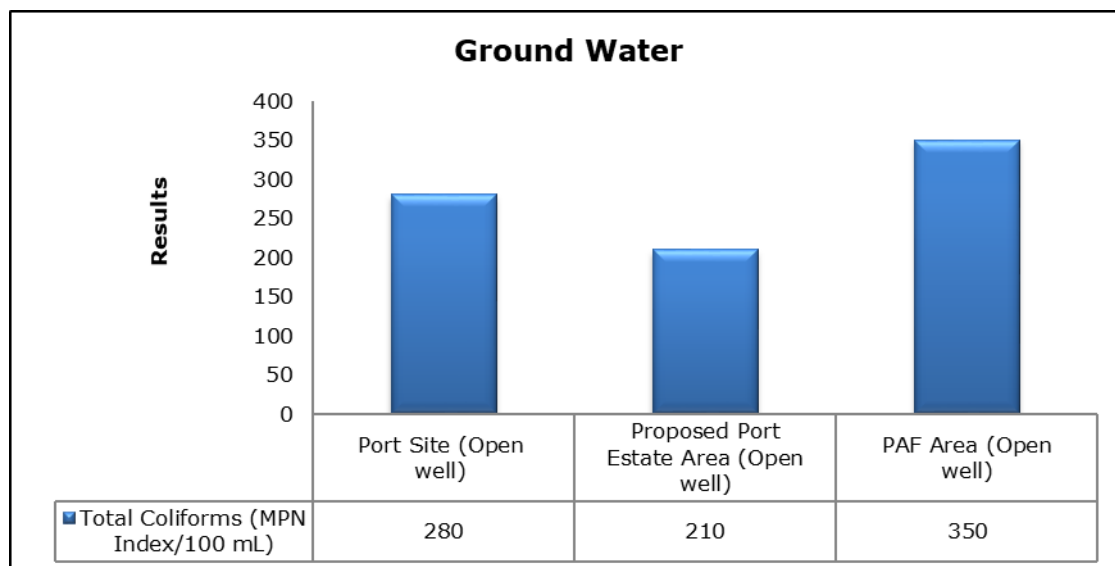 Ground Water
Results
400
350
300
250
200
150
100
50
0
Port Site (Open
well)
Proposed Port
Estate Area (Open
well)
PAF Area (Open
well)
Total Coliforms (MPN
Index/100 mL)
280
210
350